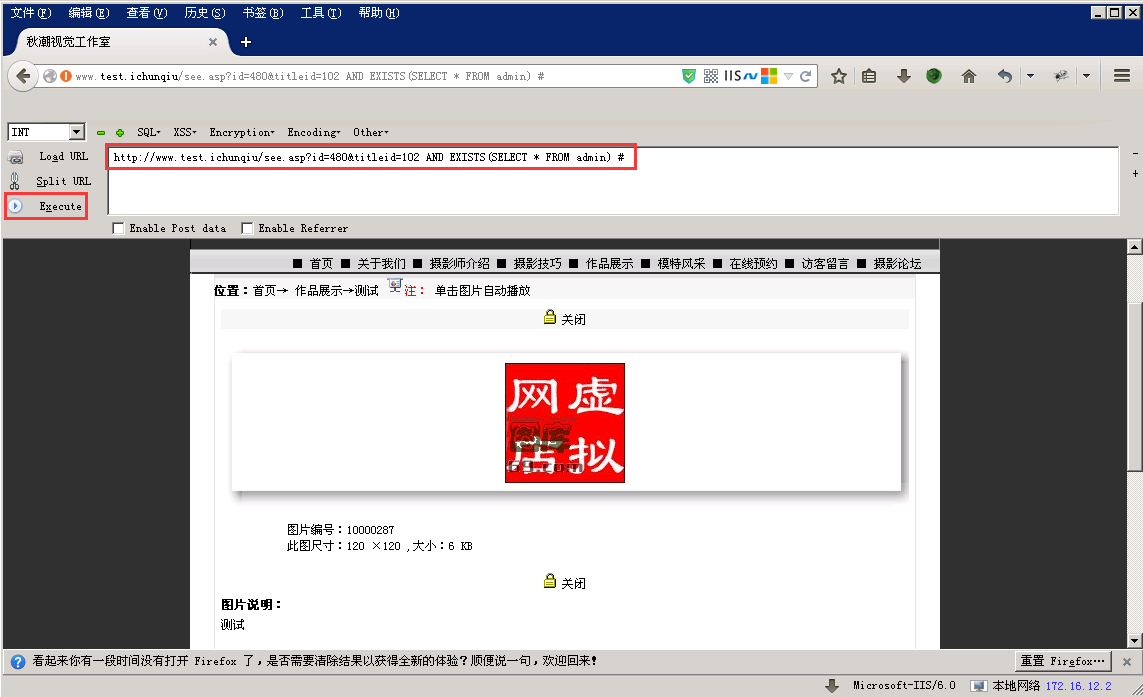 文件(F) 编辑(E) 查看(V) 历史(S) 书签(B) 工具(T) 帮助(H)
秋潮视觉工作室
www.test.ichunqiu/see.asp?id=480&titleid=102 AND EXISTS(SELECT * FROM admin) # IIS
INT SQL XSS Encryption Encoding Other
Load URL http://www.test.ichunqiu/see.asp?id=480&titleid=102 AND EXISTS(SELECT * FROM admin) #
Split URL
Execute
Enable Post data Enable Referrer
■ 首页 ■ 关于我们 ■ 摄影师介绍 ■ 摄影技巧 ■ 作品展示 ■ 模特风采 ■ 在线预约 ■ 访客留言 ■ 摄影论坛
位置：首页→ 作品展示→测试 注： 单击图片自动播放
关闭
网虚
店拟
图片编号：10000287
此图尺寸：120 ×120 ,大小：6 KB
关闭
图片说明：
测试
看起来你有一段时间没有打开 Firefox 了，是否需要清除结果以获得全新的体验？顺便说一句，欢迎回来！ 重置 Firefox…
Microsoft-IIS/6.0 本地网络 172.16.12.2